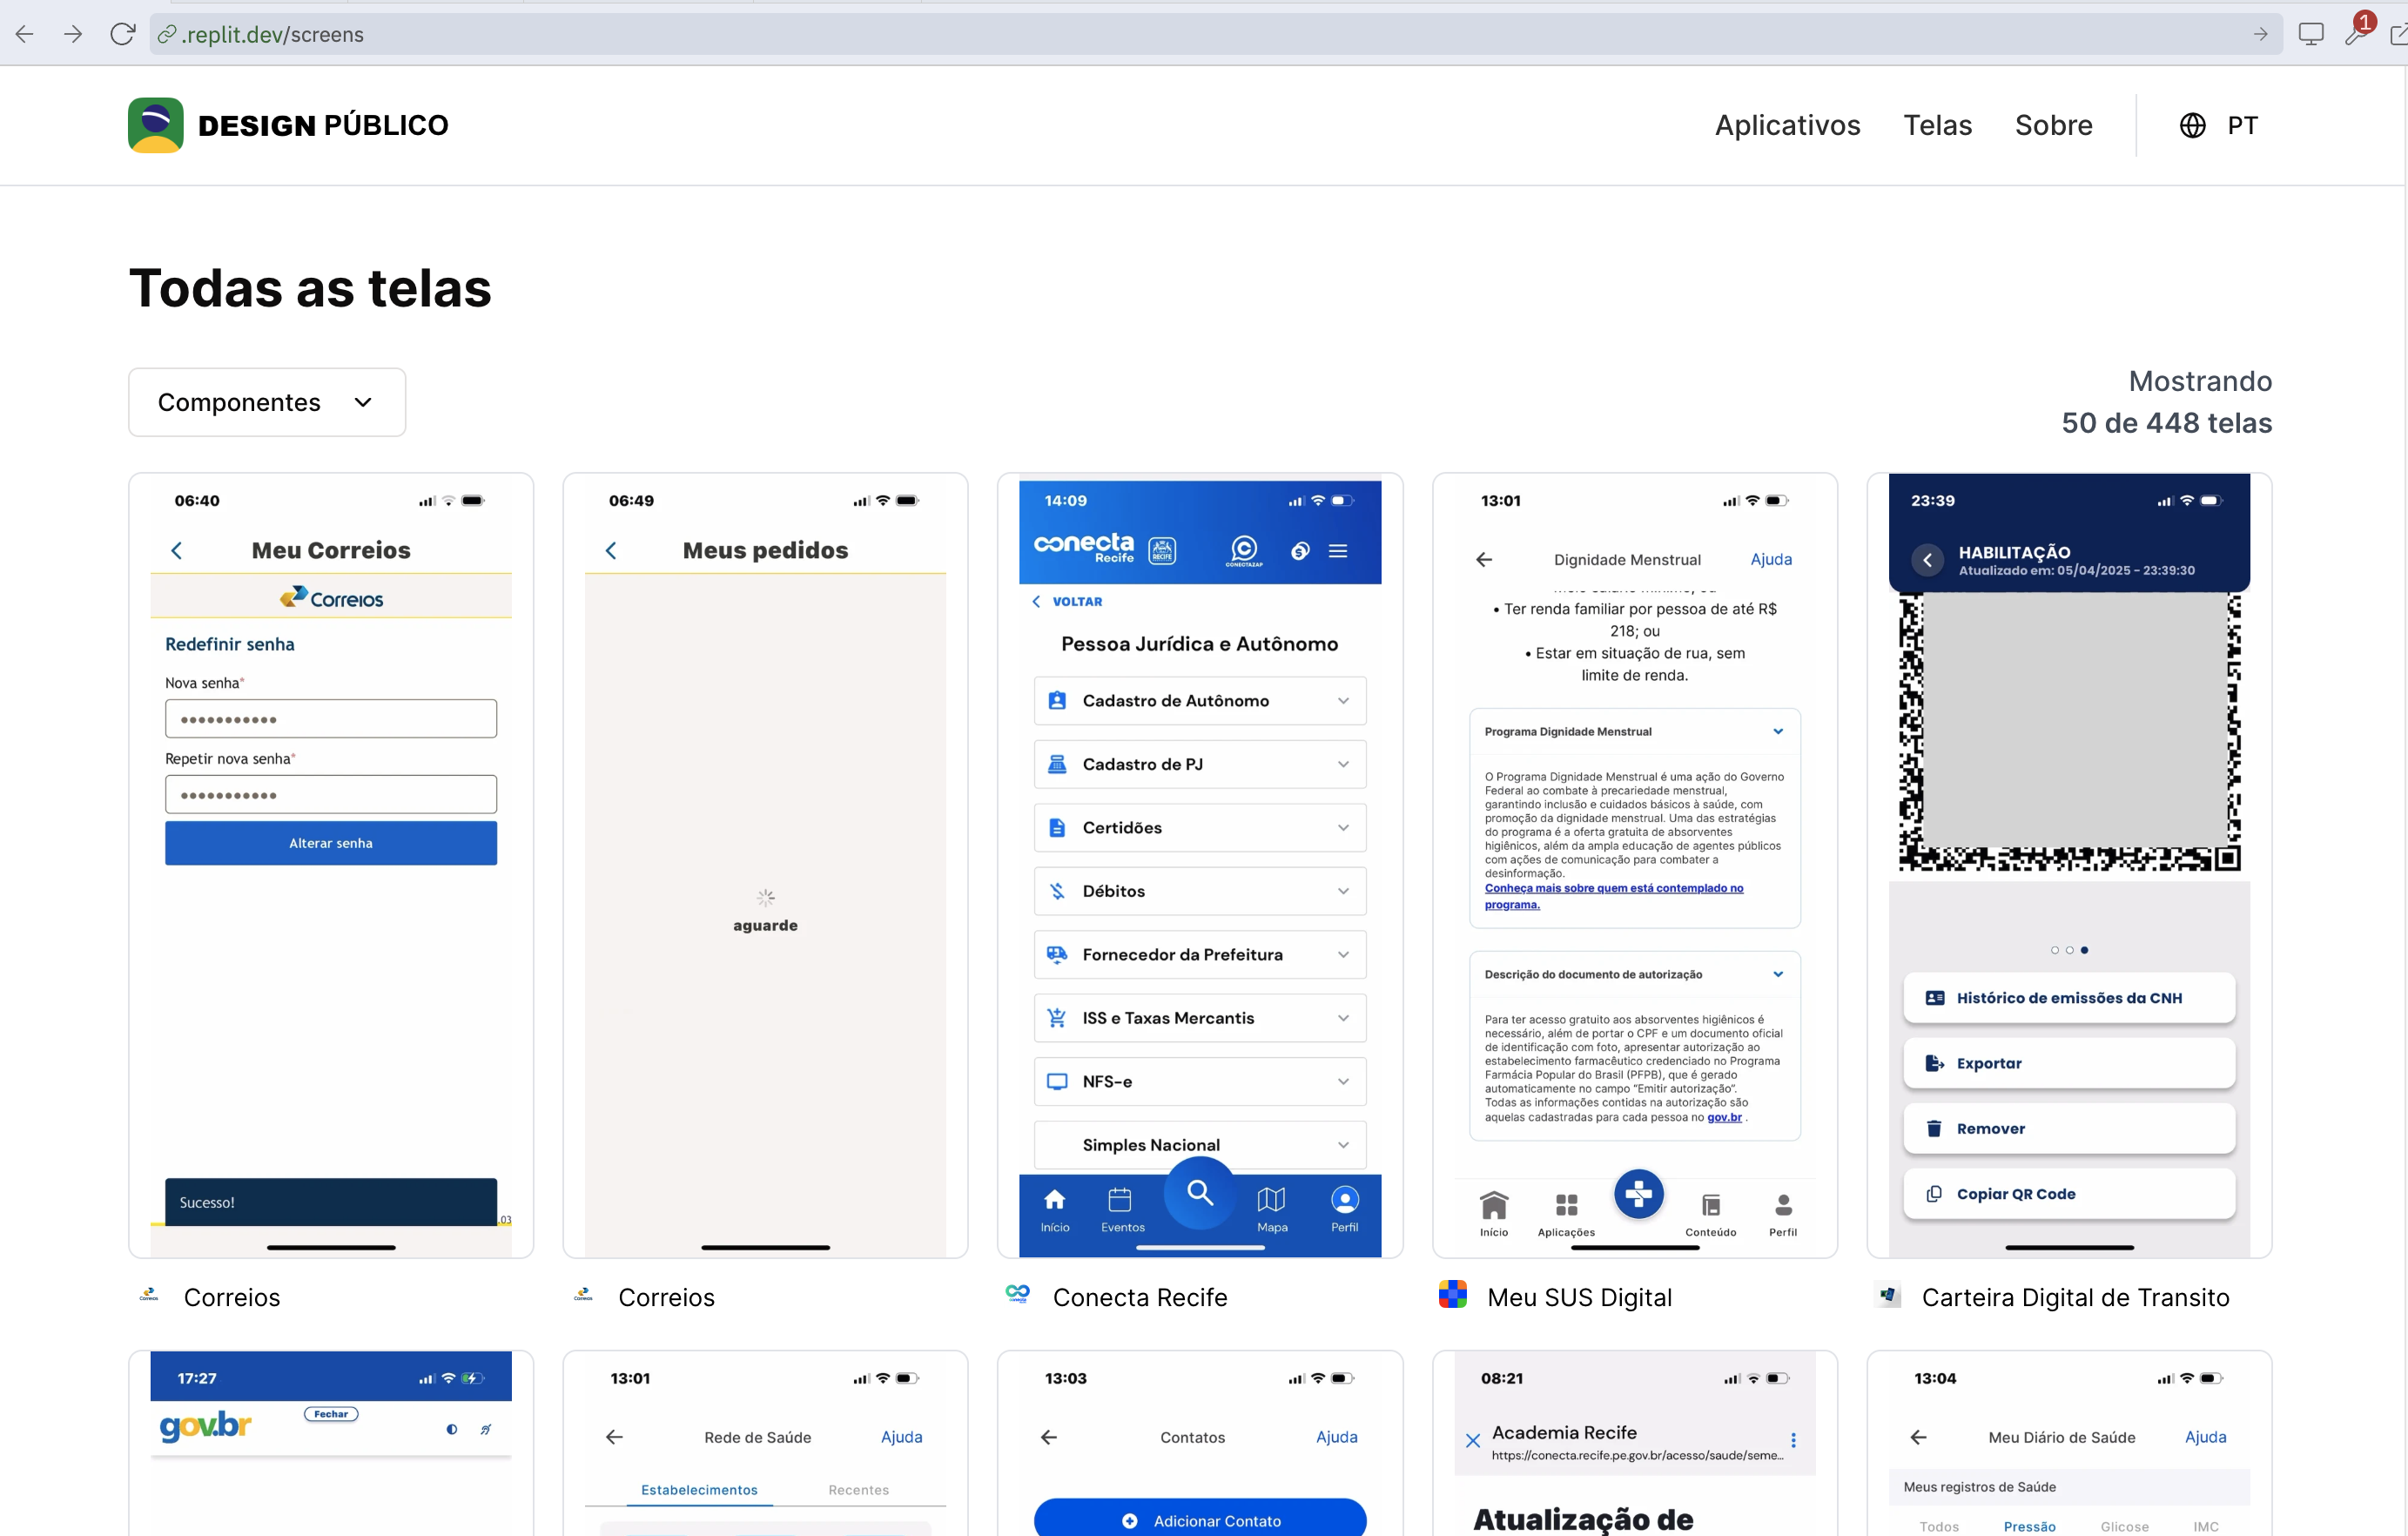 .replit.dev/screens
1
DESIGN PÚBLICO
Aplicativos
Telas
Sobre
PT
Todas as telas
Componentes
Mostrando
50 de 448 telas
06:40
Meu Correios
Correios
Redefinir senha
Nova senha*
•••••••••••
Repetir nova senha*
•••••••••••
Alterar senha
Sucesso!
.03
Correios
06:49
Meus pedidos
aguarde
Correios
14:09
conecta
Recife
RECIFE
CONECTAZAP
VOLTAR
Pessoa Jurídica e Autônomo
Cadastro de Autônomo
Cadastro de PJ
Certidões
Débitos
Fornecedor da Prefeitura
ISS e Taxas Mercantis
NFS-e
Simples Nacional
Início
Eventos
Mapa
Perfil
Conecta Recife
13:01
Dignidade Menstrual
Ajuda
• Ter renda familiar por pessoa de até R$
218; ou
• Estar em situação de rua, sem
limite de renda.
Programa Dignidade Menstrual
O Programa Dignidade Menstrual é uma ação do Governo
Federal ao combate à precariedade menstrual,
garantindo inclusão e cuidados básicos à saúde, com
promoção da dignidade menstrual. Uma das estratégias
do programa é a oferta gratuita de absorventes
higiênicos, além da ampla educação de agentes públicos
com ações de comunicação para combater a
desinformação.
Conheça mais sobre quem está contemplado no
programa.
Descrição do documento de autorização
Para ter acesso gratuito aos absorventes higiênicos é
necessário, além de portar o CPF e um documento oficial
de identificação com foto, apresentar autorização ao
estabelecimento farmacêutico credenciado no Programa
Farmácia Popular do Brasil (PFPB), que é gerado
automaticamente no campo "Emitir autorização".
Todas as informações contidas na autorização são
aquelas cadastradas para cada pessoa no gov.br .
Início
Aplicações
Conteúdo
Perfil
Meu SUS Digital
23:39
HABILITAÇÃO
Atualizado em: 05/04/2025 - 23:39:30
Histórico de emissões da CNH
Exportar
Remover
Copiar QR Code
Carteira Digital de Transito
17:27
gov.br
Fechar
13:01
Rede de Saúde
Ajuda
Estabelecimentos
Recentes
13:03
Contatos
Ajuda
Adicionar Contato
08:21
Academia Recife
https://conecta.recife.pe.gov.br/acesso/saude/seme...
Atualização de
13:04
Meu Diário de Saúde
Ajuda
Meus registros de Saúde
Todos
Pressão
Glicose
IMC